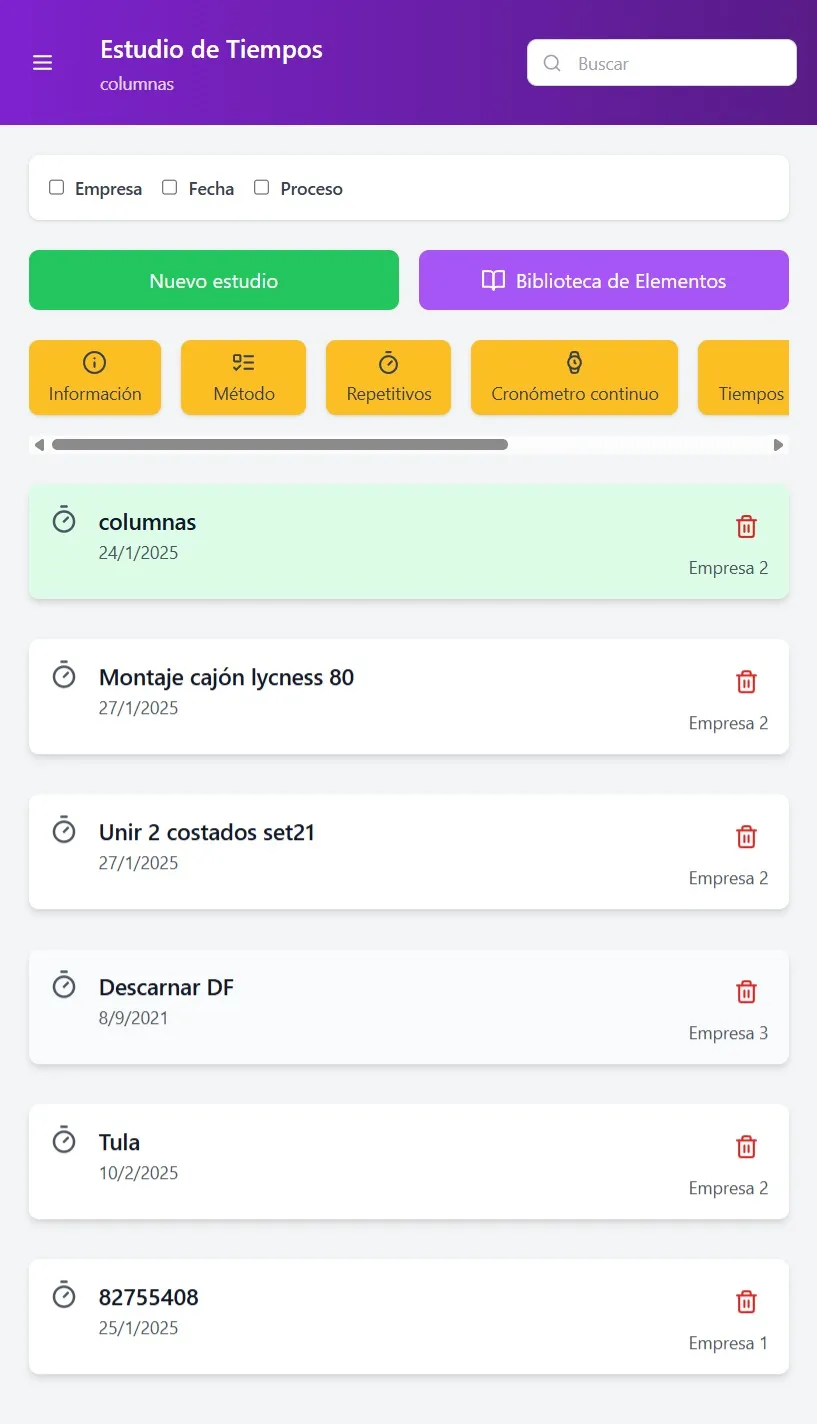 Estudio de Tiempos
columnas
Buscar
Empresa Fecha Proceso
Nuevo estudio
Biblioteca de Elementos
Información
Método
Repetitivos
Cronómetro continuo
Tiempos
columnas
24/1/2025
Empresa 2
Montaje cajón lycness 80
27/1/2025
Empresa 2
Unir 2 costados set21
27/1/2025
Empresa 2
Descarnar DF
8/9/2021
Empresa 3
Tula
10/2/2025
Empresa 2
82755408
25/1/2025
Empresa 1